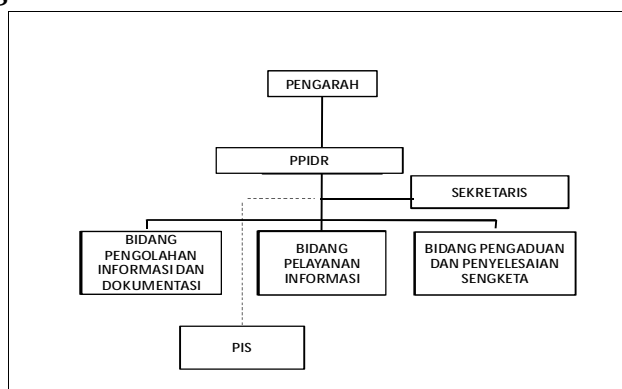 PENGARAH
PPIDR
SEKRETARIS
BIDANG
PENGOLAHAN
INFORMASI DAN
DOKUMENTASI
BIDANG
PELAYANAN
INFORMASI
BIDANG PENGADUAN
DAN PENYELESAIAN
SENGKETA
PIS